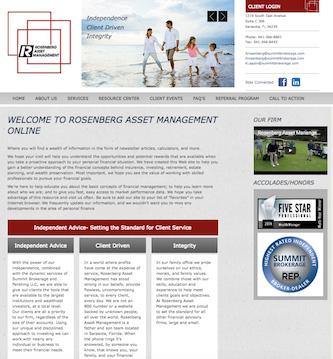 ROSENBERG
ASSET
MANAGEMENT
Independence
Client Driven
Integrity
CLIENT LOGIN
Suite C 306
Sarasota, FL 34239
Phone: 941-366-8801
Stay Connected
HOME
ABOUT US
SERVICES
RESOURCE CENTER
CLIENT EVENTS
FAQ'S
REFERRAL PROGRAM
CALL TO ACTION
WELCOME TO ROSENBERG ASSET MANAGEMENT
ONLINE
Where you will find a wealth of information in the form of newsletter articles, calculators, and more.
We hope your visit will help you understand the opportunities and potential rewards that are available when
you take a proactive approach to your personal financial situation. We have created this Web site to help you
gain a better understanding of the financial concepts behind insurance, investing, retirement, estate
planning, and wealth preservation. Most important, we hope you see the value of working with skilled
professionals to pursue your financial goals.
We're here to help educate you about the basic concepts of financial management; to help you learn more
about who we are; and to give you fast, easy access to market performance data. We hope you take
advantage of this resource and visit us often. Be sure to add our site to your list of "favorites" in your
Internet browser. We frequently update our information, and we wouldn't want you to miss any
developments in the area of personal finance
Independent Advice- Setting the Standard for Client Service
Independent Advice
With the power of our
independence, combined
with the dynamic services of
Summit Brokerage and
Pershing LLC, we are able to
give our clients the tools that
are available to the largest
institutions and wealthiest
investors, at a local level.
Our clients are all a priority
to our firm, regardless of the
size of their accounts. Using
our unique and disciplined
approach to investing we can
work with nearly any
individual or business to
meet their financial needs.
Client Driven
In a world where profits
have come at the expense of
service, Rosenberg Asset
Management has stood
strong in our beliefs, provide
flawless, uncompromising
service, to every client,
every day. We are not an
800 number or a website
backed by unknown people,
all over the world. Rosenberg
Asset Management is a
father and son team located
in Sarasota, Florida. When
the phone rings it's
answered, by someone you
know, that knows you, your
family, and your financial
Integrity
In our family office we pride
ourselves on our ethics,
morals, and family values.
We combine those with our
skills, education and
experience to help meet
clients goals and objectives.
At Rosenberg Management
we are proud to set the
standard for all other
financial advisory firms,
large and small.
OUR FIRM
ACCOLADES/HONORS
FIVE STAR
PROFESSIONAL
HIGHEST RATED INDEPENDENT
SUMMIT
BROKERAGE
REP
BROKER-DEALER